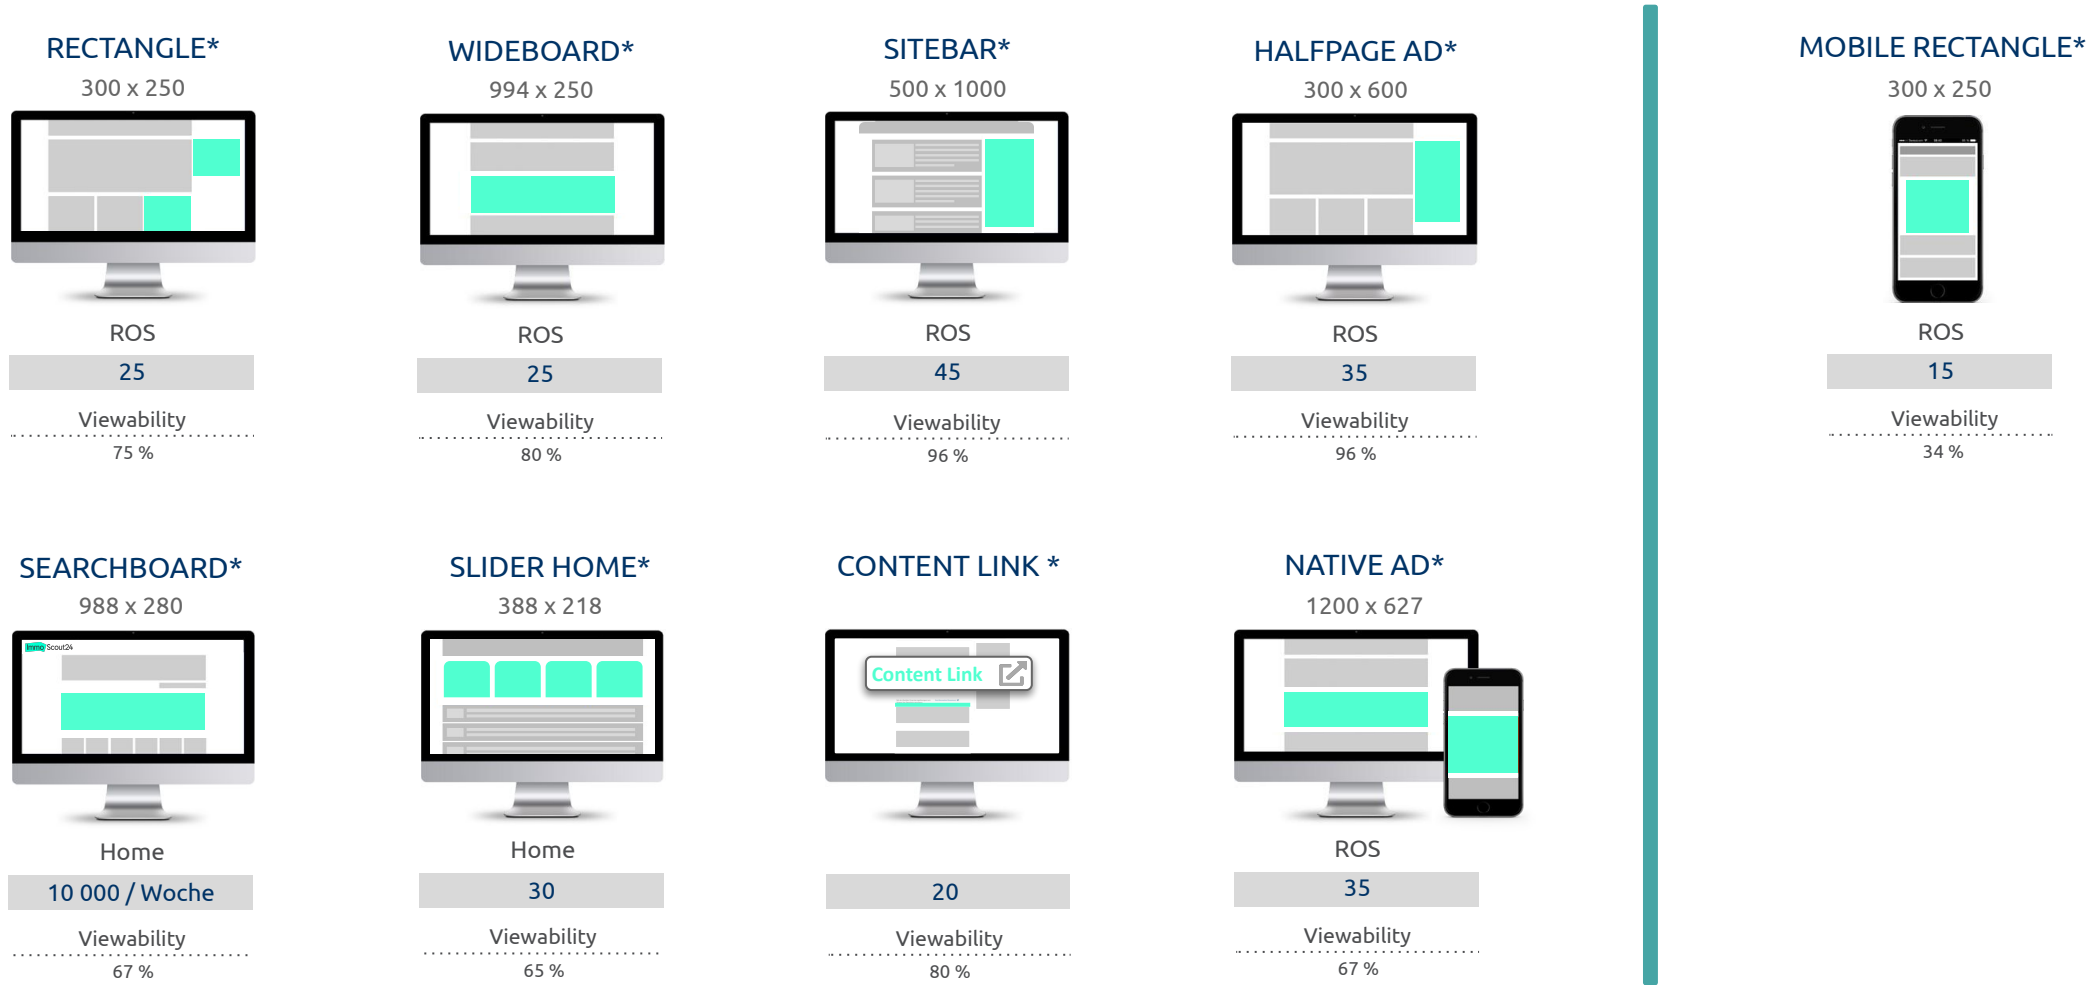 RECTANGLE*
300 x 250
ROS
25
Viewability
75 %
WIDEBOARD*
994 x 250
ROS
25
Viewability
80 %
SITEBAR*
500 x 1000
ROS
45
Viewability
96 %
HALFPAGE AD*
300 x 600
ROS
35
Viewability
96 %
MOBILE RECTANGLE*
300 x 250
ROS
15
Viewability
34 %
SEARCHBOARD*
988 x 280
Immo Scout24
Home
10 000 / Woche
Viewability
67 %
SLIDER HOME*
388 x 218
Home
30
Viewability
65 %
CONTENT LINK *
Content Link
20
Viewability
80 %
NATIVE AD*
1200 x 627
ROS
35
Viewability
67 %